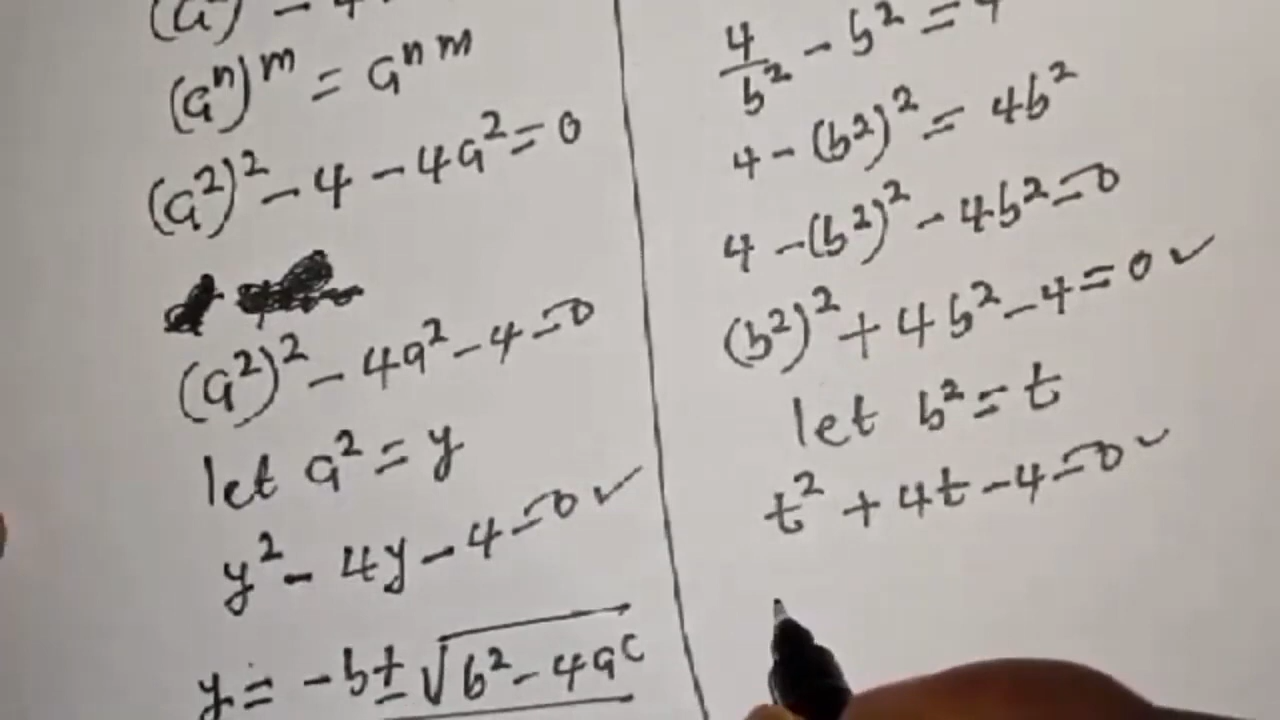 (aⁿ)ᵐ = aⁿᵐ
(a²)² - 4 - 4a² = 0
(a²)² - 4a² - 4 = 0
let a² = y
y² - 4y - 4 = 0 ✓
y = -b ± √(b² - 4ac)
4/b² - b² = 4
4 - (b²)² = 4b²
4 - (b²)² - 4b² = 0
(b²)² + 4b² - 4 = 0 ✓
let b² = t
t² + 4t - 4 = 0 ✓